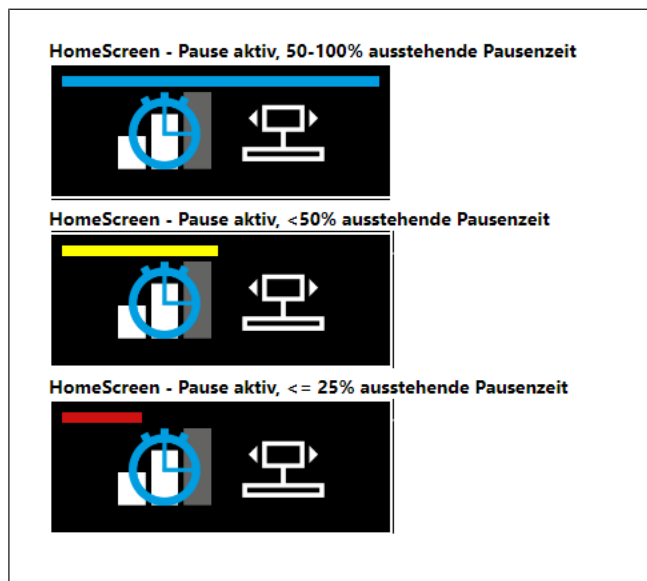 HomeScreen - Pause aktiv, 50-100% ausstehende Pausenzeit
HomeScreen - Pause aktiv, <50% ausstehende Pausenzeit
HomeScreen - Pause aktiv, <= 25% ausstehende Pausenzeit